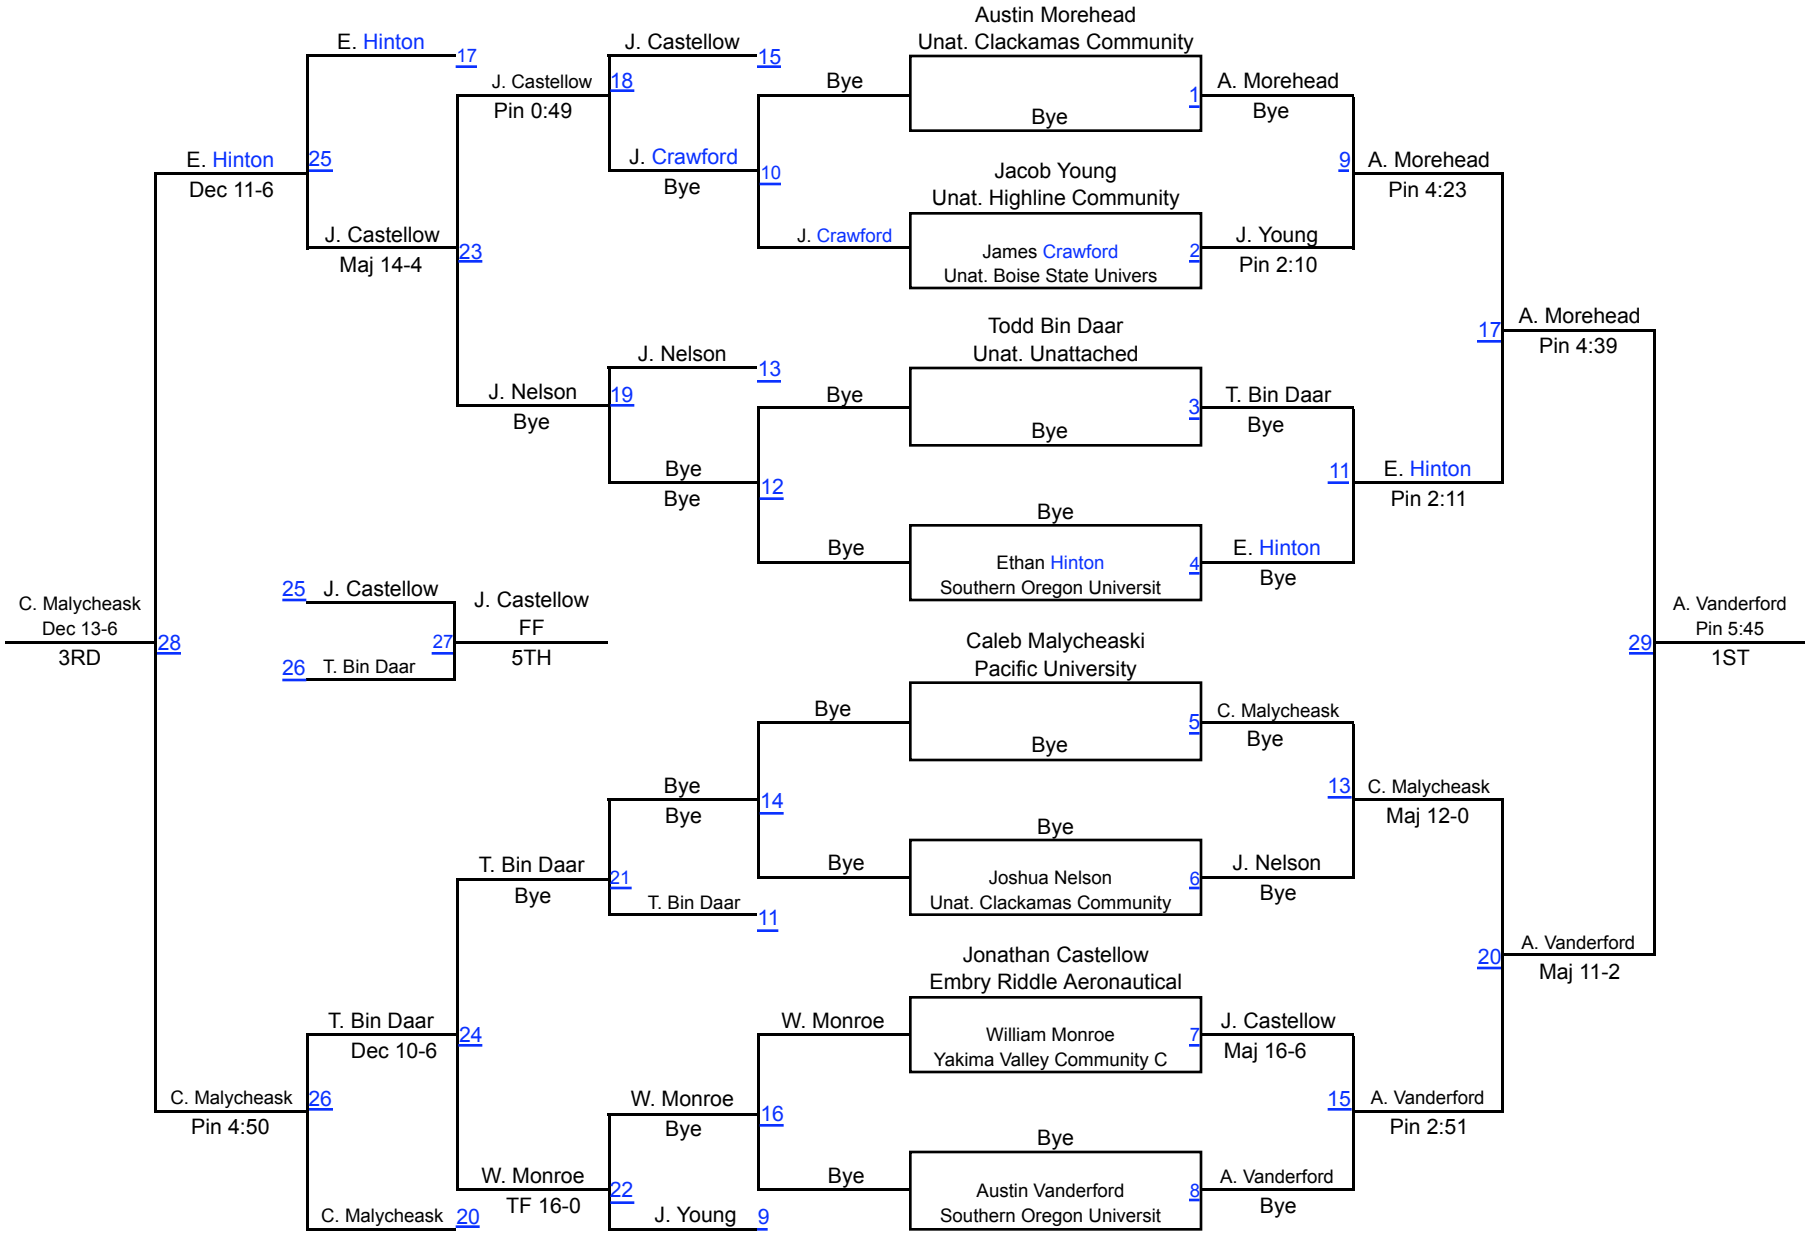 Austin Morehead
E. Hinton
J. Castellow
Unat. Clackamas Community
17
15
J. Castellow
18
Bye
1
A. Morehead
Pin 0:49
Bye
Bye
E. Hinton
25
J. Crawford
10
Jacob Young
9
A. Morehead
Dec 11-6
Bye
Unat. Highline Community
Pin 4:23
J. Castellow
23
J. Crawford
James Crawford
2
J. Young
Maj 14-4
Unat. Boise State Univers
Pin 2:10
Todd Bin Daar
17
A. Morehead
J. Nelson
13
Unat. Unattached
Pin 4:39
J. Nelson
19
Bye
3
T. Bin Daar
Bye
Bye
Bye
Bye
12
11
E. Hinton
Bye
Bye
Pin 2:11
Bye
Ethan Hinton
4
E. Hinton
25
J. Castellow
Southern Oregon Universit
Bye
C. Malycheask
J. Castellow
A. Vanderford
Dec 13-6
28
27
FF
Caleb Malycheaski
29
Pin 5:45
3RD
26
T. Bin Daar
5TH
Pacific University
1ST
Bye
5
C. Malycheask
Bye
Bye
Bye
14
13
C. Malycheask
Bye
Bye
Maj 12-0
T. Bin Daar
21
Bye
Joshua Nelson
6
J. Nelson
Bye
T. Bin Daar
11
Unat. Clackamas Community
Bye
Jonathan Castellow
20
A. Vanderford
Embry Riddle Aeronautical
Maj 11-2
T. Bin Daar
24
W. Monroe
William Monroe
7
J. Castellow
Dec 10-6
Yakima Valley Community C
Maj 16-6
C. Malycheask
26
W. Monroe
16
15
A. Vanderford
Pin 4:50
Bye
Bye
Pin 2:51
W. Monroe
22
Bye
Austin Vanderford
8
A. Vanderford
TF 16-0
Bye
C. Malycheask
20
J. Young
9
Southern Oregon Universit